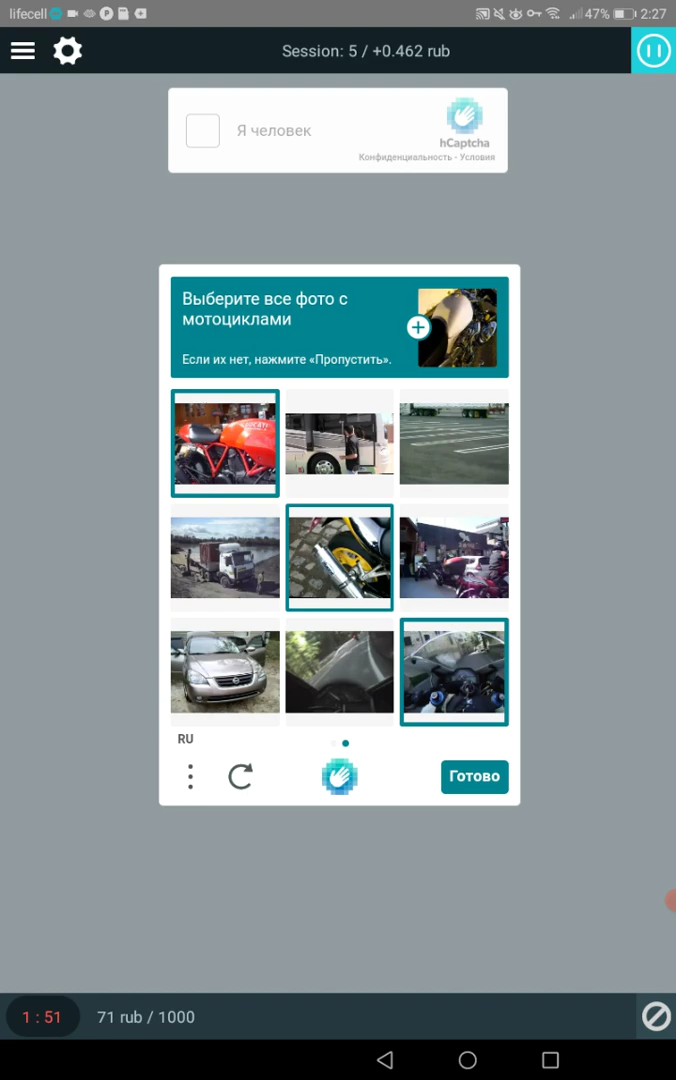 lifecell
47%
2:27
Session: 5 / +0.462 rub
Я человек
hCaptcha
Конфиденциальность - Условия
Выберите все фото с
мотоциклами
Если их нет, нажмите «Пропустить».
DUCATI
RU
Готово
1 : 51
71 rub / 1000